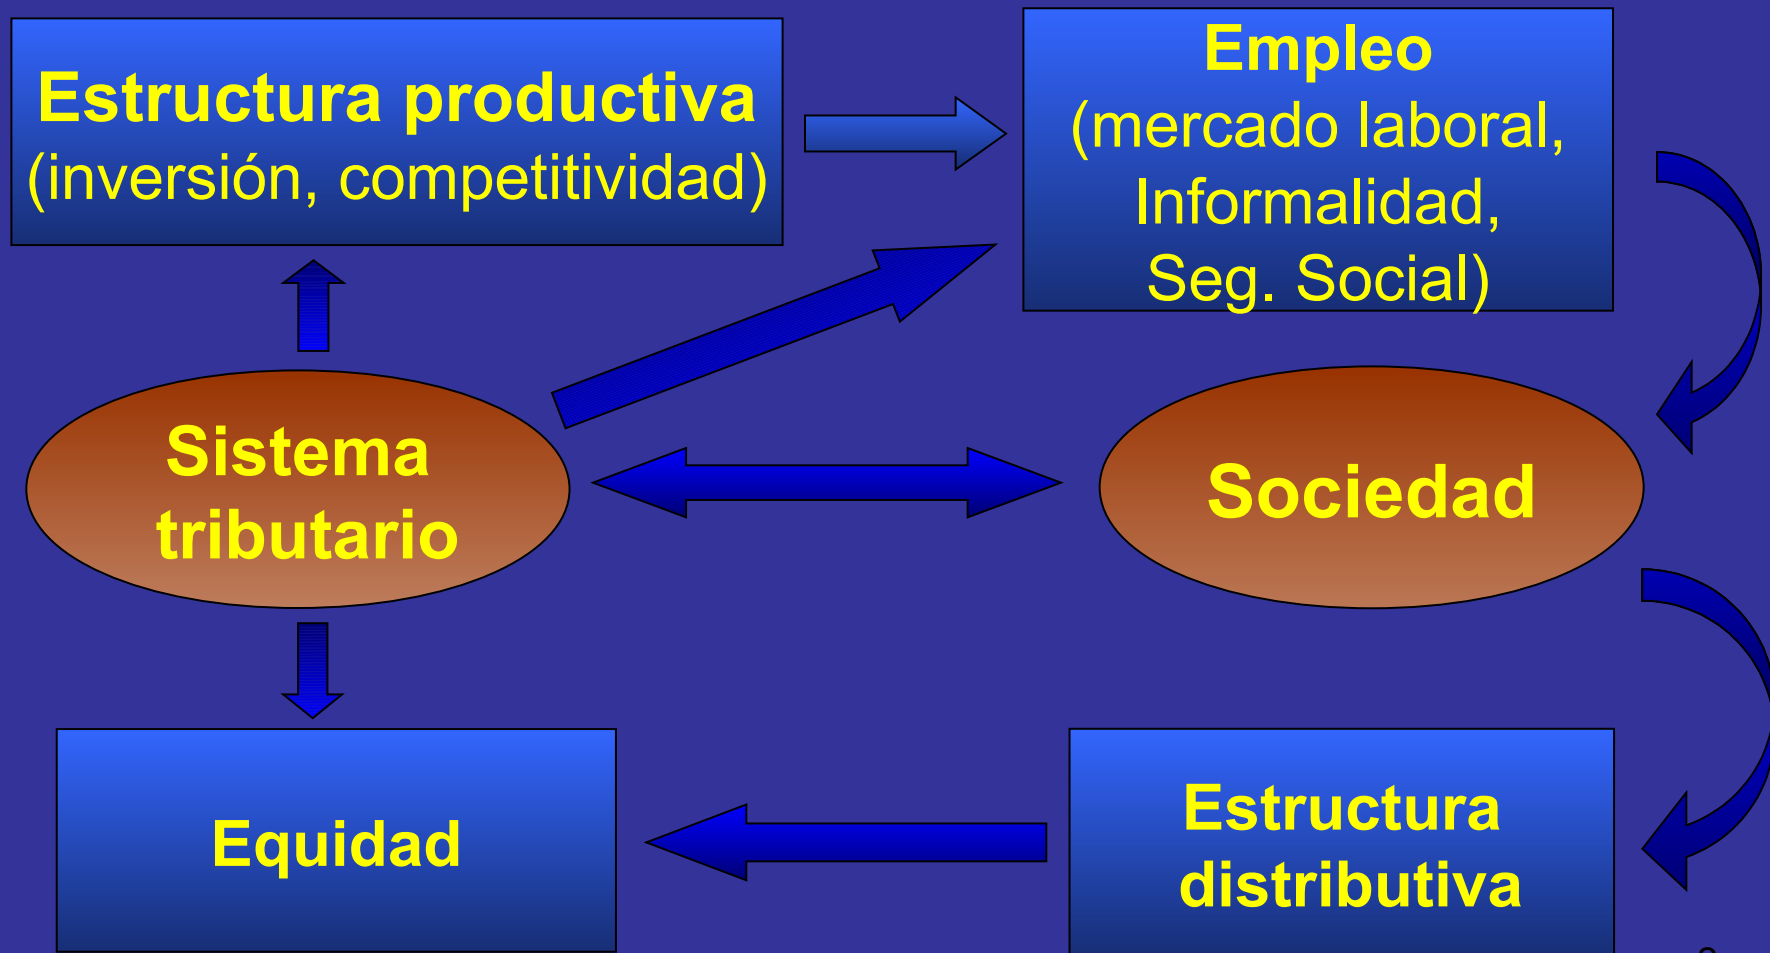 Estructura productiva
(inversión, competitividad)
Empleo
(mercado laboral,
Informalidad,
Seg. Social)
Sistema
tributario
Sociedad
Equidad
Estructura
distributiva